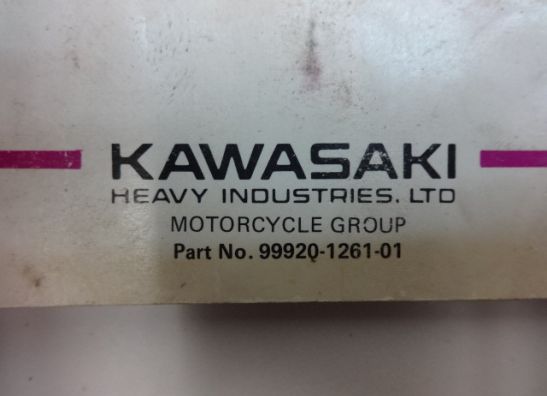 KAWASAKI
HEAVY INDUSTRIES. LTD
MOTORCYCLE GROUP
Part No. 99920-1261-01